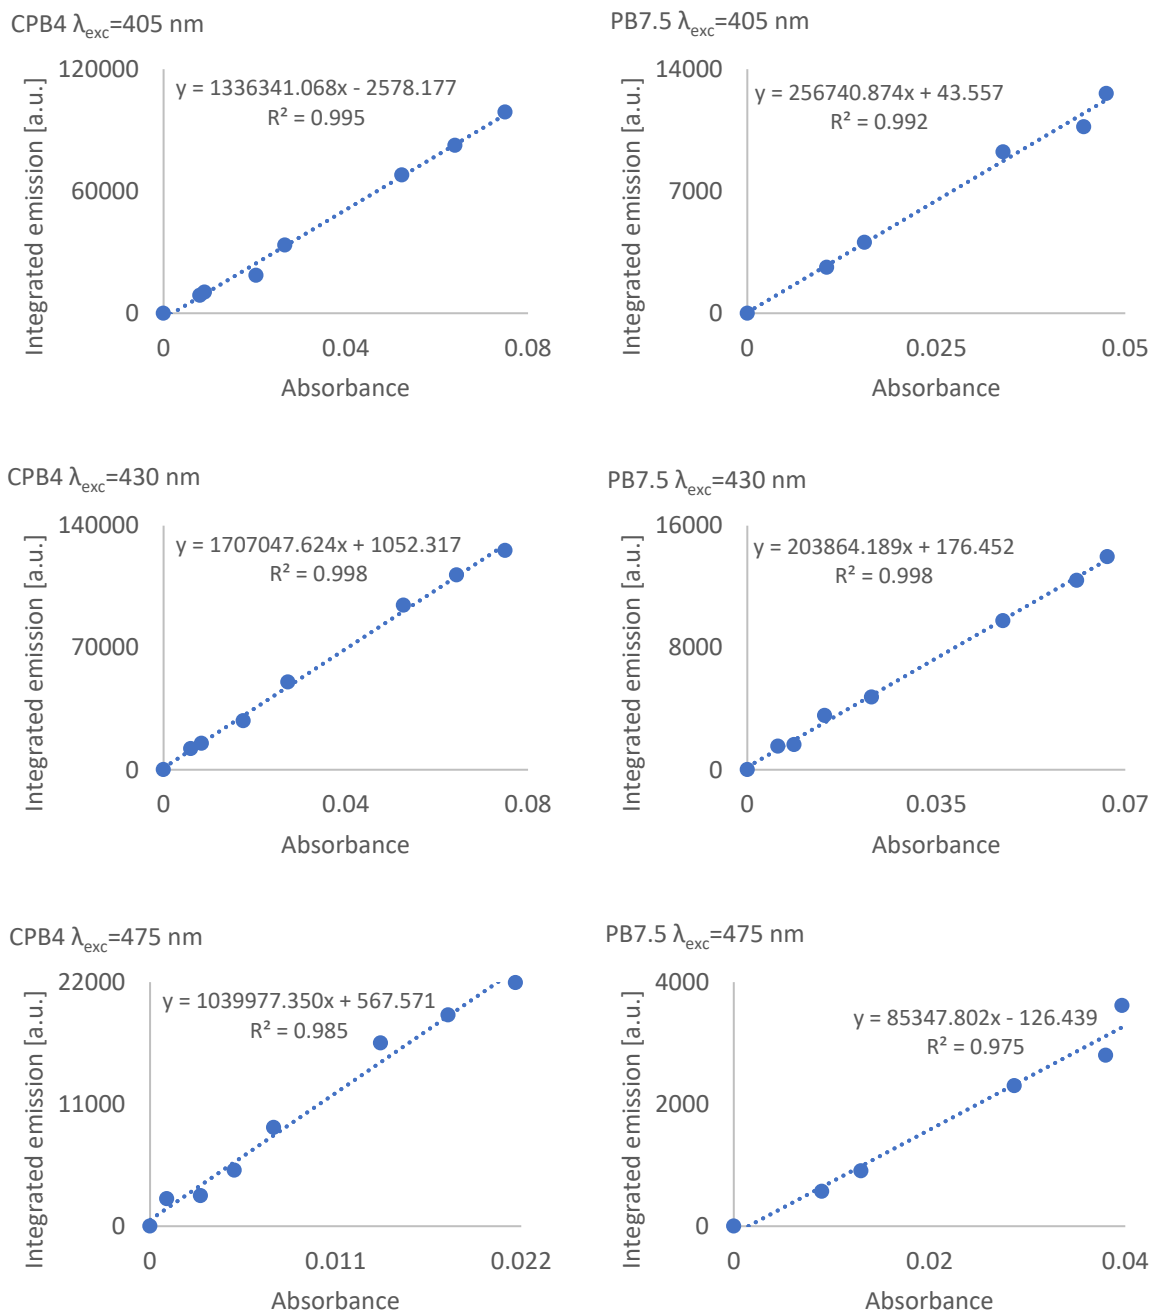 CPB4 λexc=405 nm
Integrated emission [a.u.]
120000
y = 1336341.068x - 2578.177
R² = 0.995
60000
0
0 0.04 0.08
Absorbance
PB7.5 λexc=405 nm
Integrated emission [a.u.]
14000
y = 256740.874x + 43.557
R² = 0.992
7000
0
0 0.025 0.05
Absorbance
CPB4 λexc=430 nm
Integrated emission [a.u.]
140000
y = 1707047.624x + 1052.317
R² = 0.998
70000
0
0 0.04 0.08
Absorbance
PB7.5 λexc=430 nm
Integrated emission [a.u.]
16000
y = 203864.189x + 176.452
R² = 0.998
8000
0
0 0.035 0.07
Absorbance
CPB4 λexc=475 nm
Integrated emission [a.u.]
22000
y = 1039977.350x + 567.571
R² = 0.985
11000
0
0 0.011 0.022
Absorbance
PB7.5 λexc=475 nm
Integrated emission [a.u.]
4000
y = 85347.802x - 126.439
R² = 0.975
2000
0
0 0.02 0.04
Absorbance